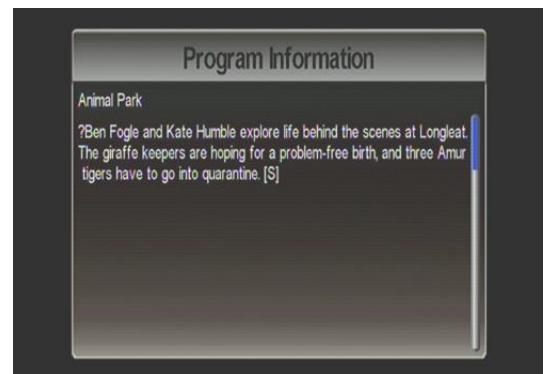 Program Information
Animal Park
?Ben Fogle and Kate Humble explore life behind the scenes at Longleat.
The giraffe keepers are hoping for a problem-free birth, and three Amur
tigers have to go into quarantine. [S]